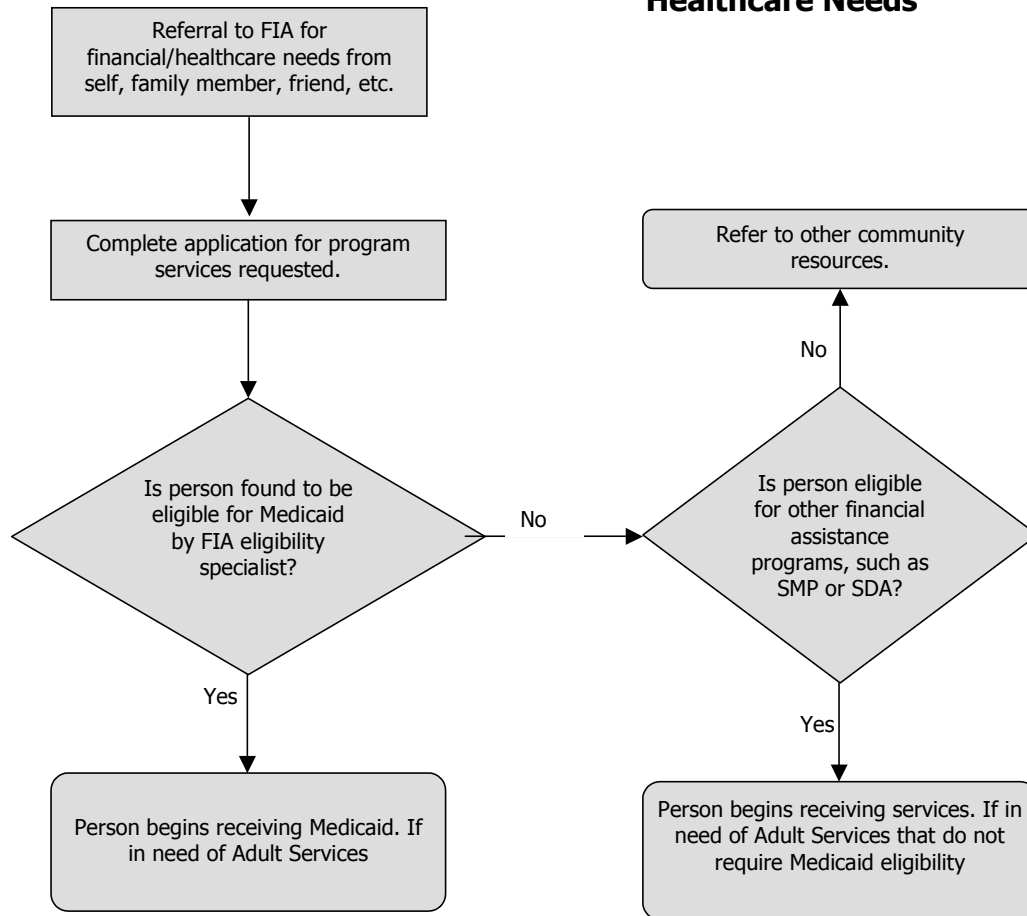 Healthcare Needs
Referral to FIA for
financial/healthcare needs from
self, family member, friend, etc.
Complete application for program
services requested.
Refer to other community
resources.
No
Is person found to be
eligible for Medicaid
by FIA eligibility
specialist?
No
Is person eligible
for other financial
assistance
programs, such as
SMP or SDA?
Yes
Yes
Person begins receiving Medicaid. If
in need of Adult Services
Person begins receiving services. If in
need of Adult Services that do not
require Medicaid eligibility